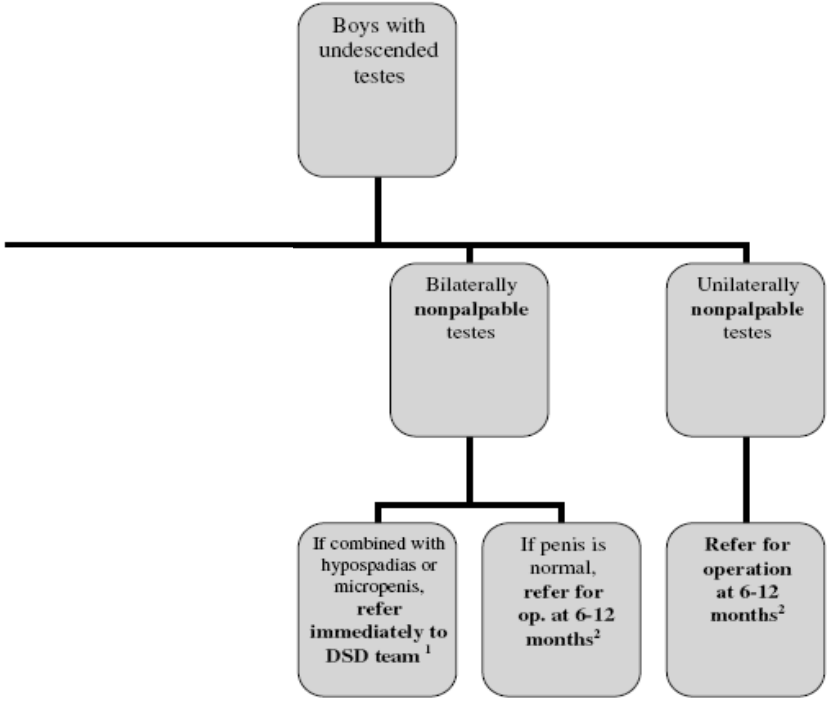 Boys with
undescended
testes
Bilaterally
nonpalpable
testes
Unilaterally
nonpalpable
testes
If combined with
hypospadias or
micropenis,
refer
immediately to
DSD team ¹
If penis is
normal,
refer for
op. at 6-12
months²
Refer for
operation
at 6-12
months²